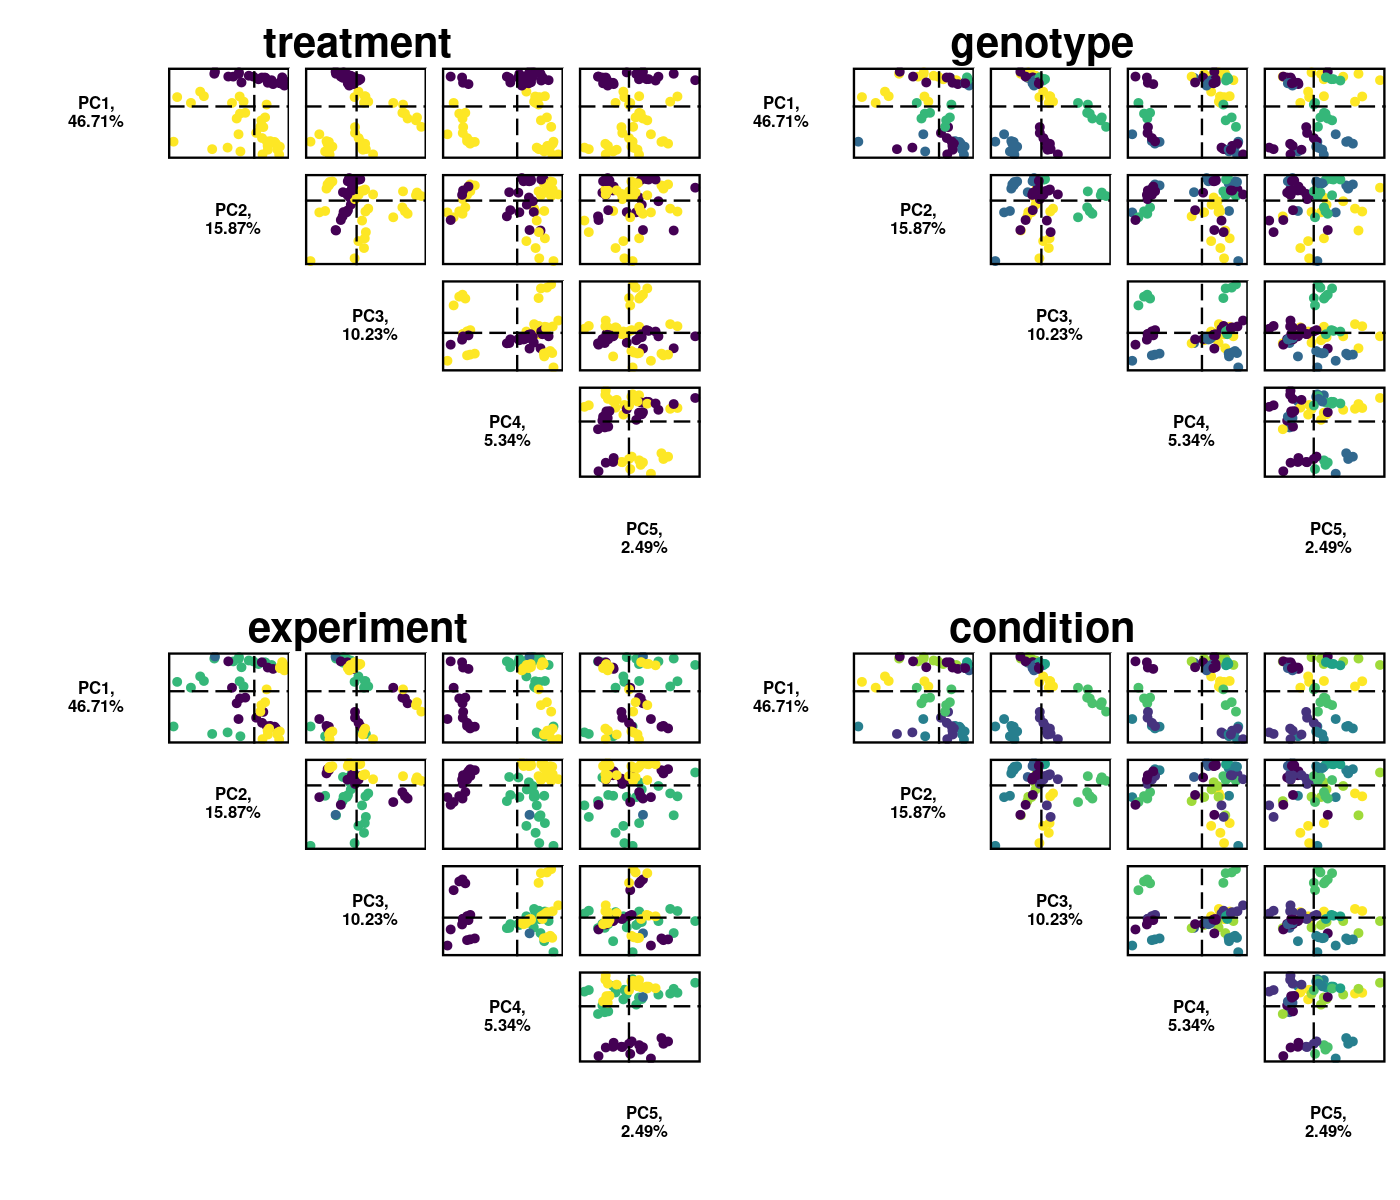 treatment
PC1,
46.71%
PC2,
15.87%
PC3,
10.23%
PC4,
5.34%
PC5,
2.49%
genotype
PC1,
46.71%
PC2,
15.87%
PC3,
10.23%
PC4,
5.34%
PC5,
2.49%
experiment
PC1,
46.71%
PC2,
15.87%
PC3,
10.23%
PC4,
5.34%
PC5,
2.49%
condition
PC1,
46.71%
PC2,
15.87%
PC3,
10.23%
PC4,
5.34%
PC5,
2.49%